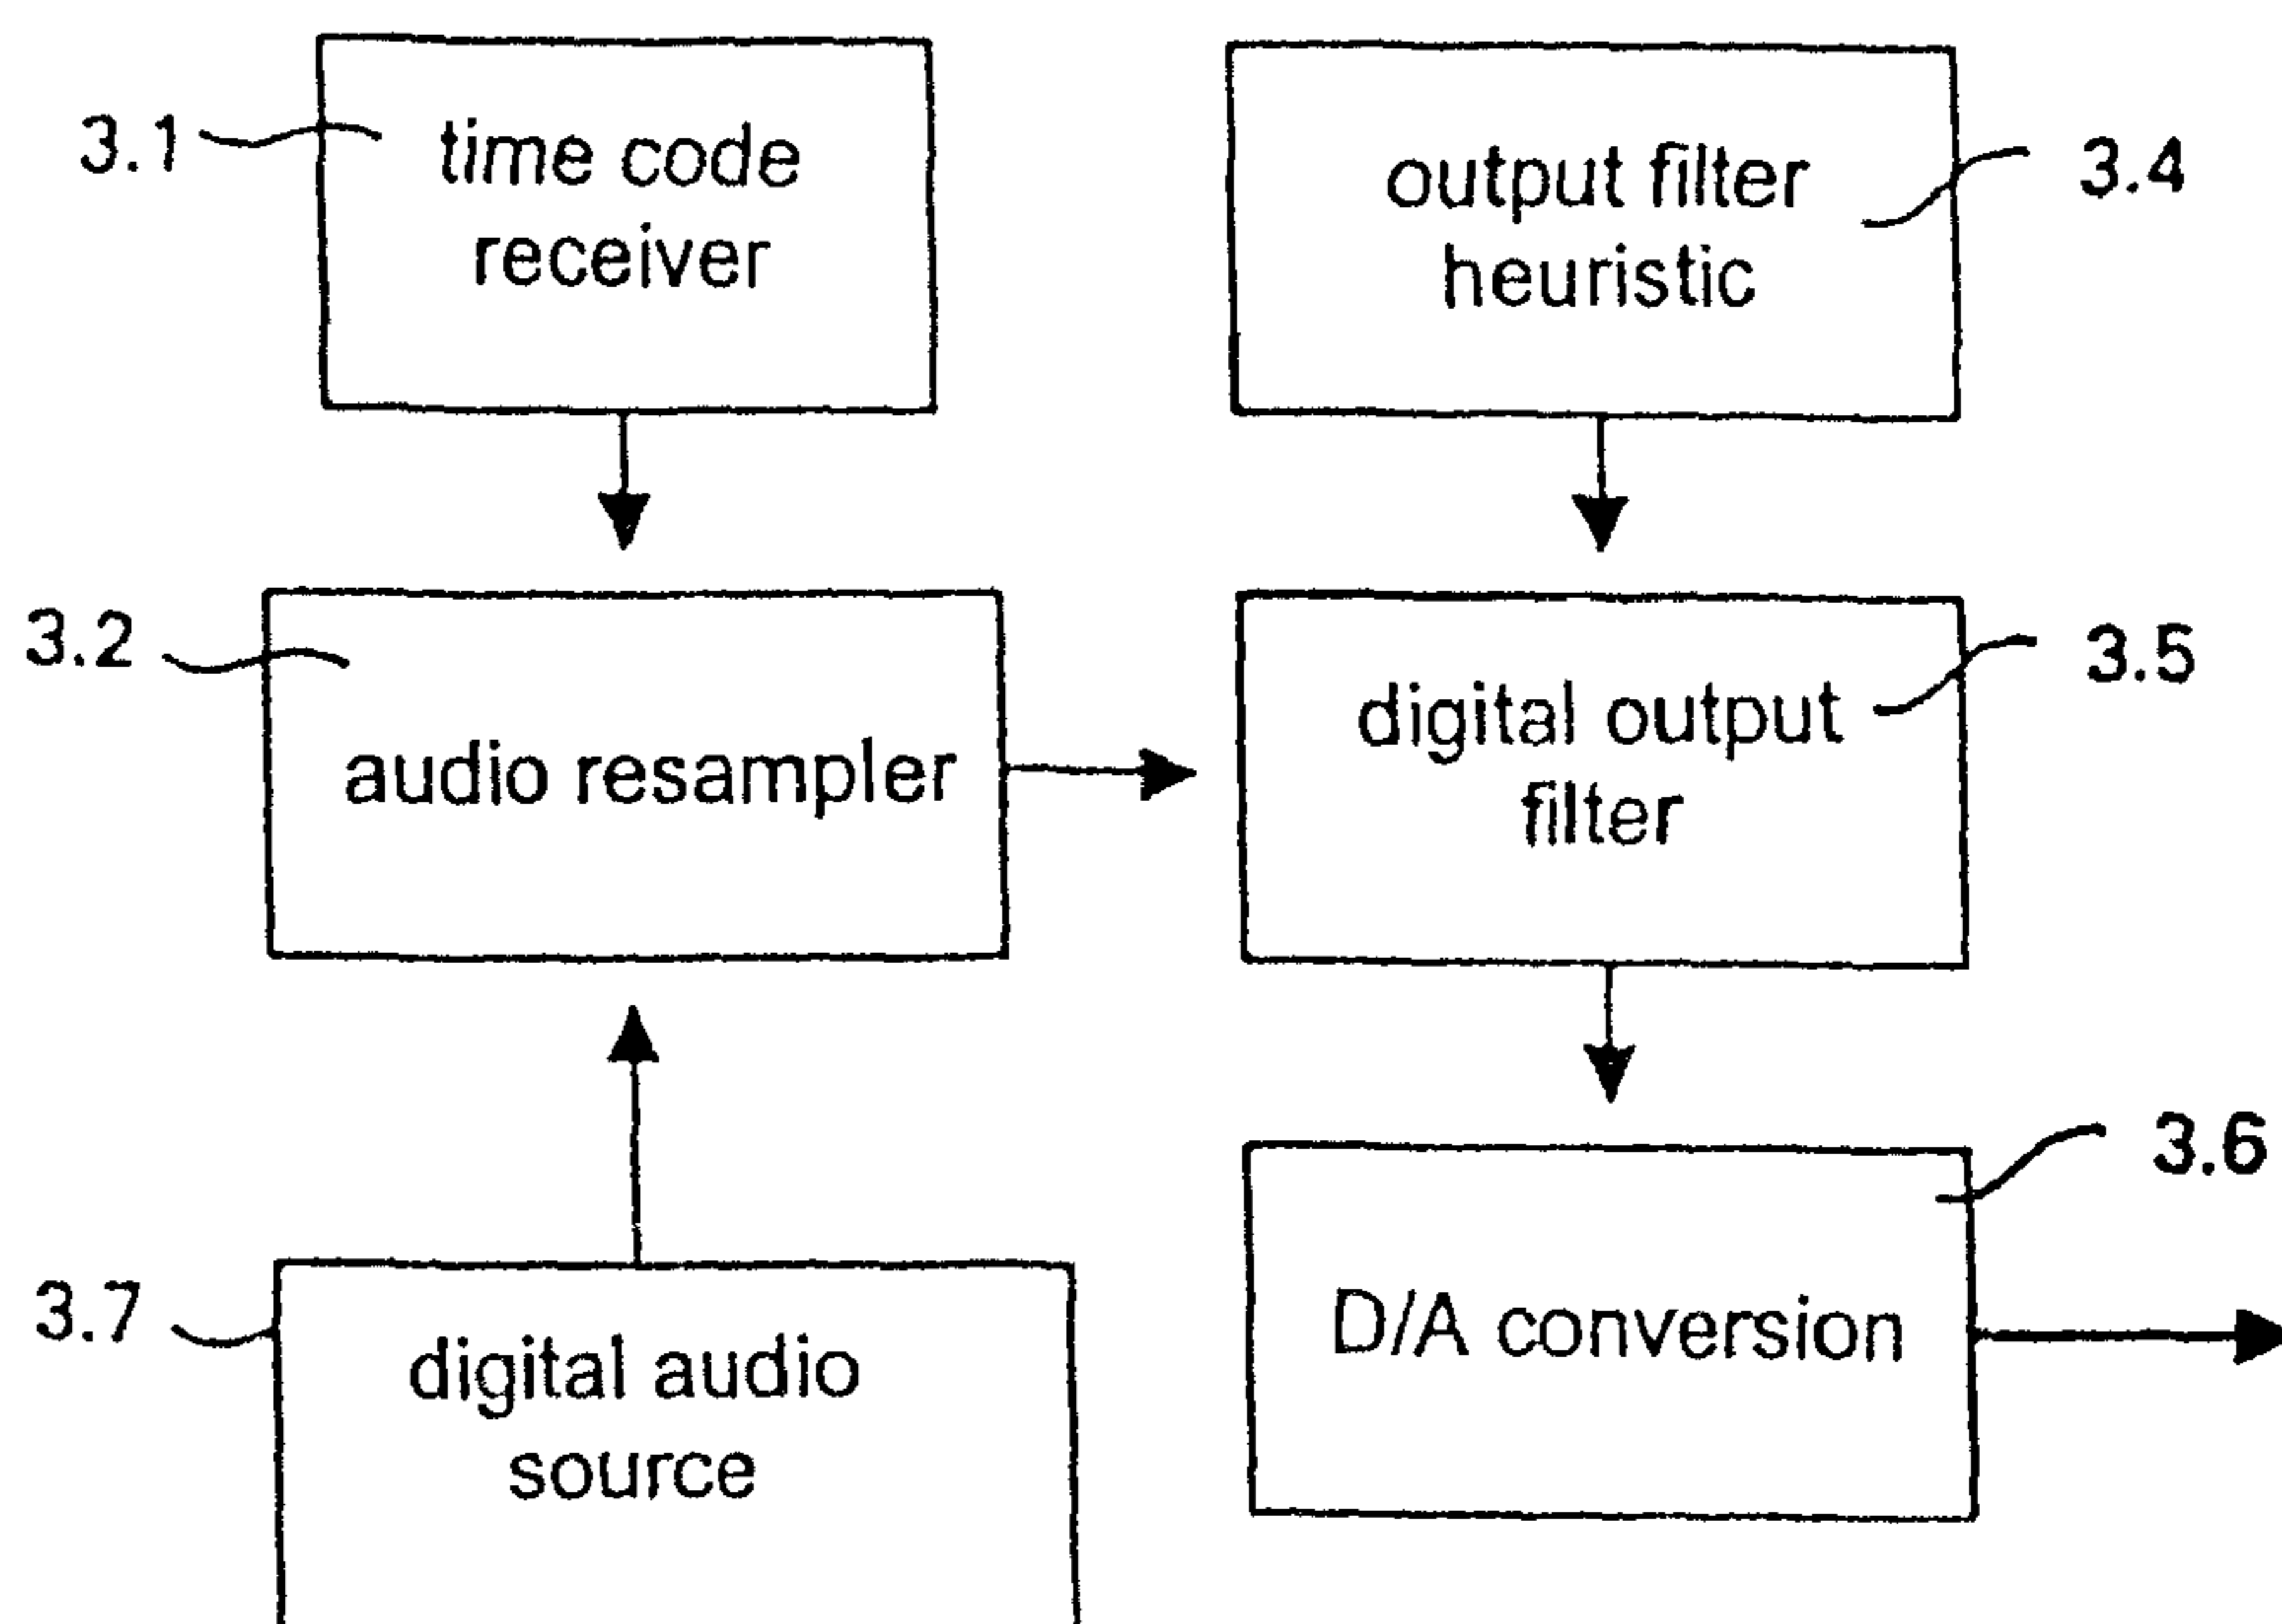 3.1
time code
receiver
output filter
heuristic
3.4
3.2
audio resampler
digital output
filter
3.5
3.7
digital audio
source
D/A conversion
3.6